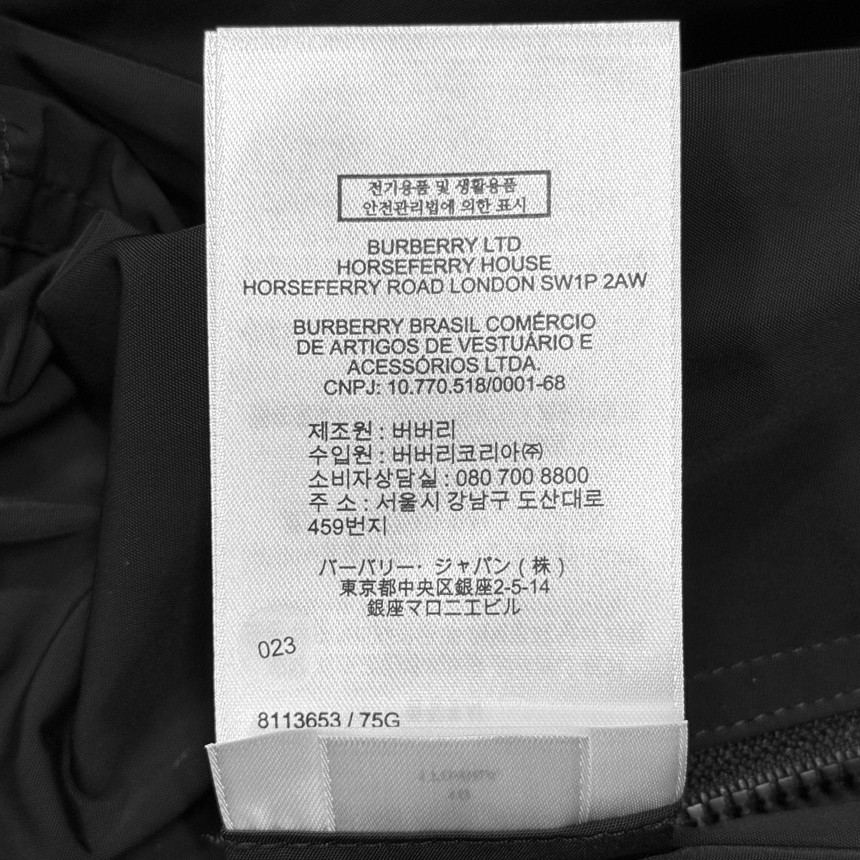 전기용품 및 생활용품
안전관리법에 의한 표시
BURBERRY LTD
HORSEFERRY HOUSE
HORSEFERRY ROAD LONDON SW1P 2AW
BURBERRY BRASIL COMÉRCIO
DE ARTIGOS DE VESTUÁRIO E
ACESSÓRIOS LTDA.
CNPJ: 10.770.518/0001-68
제조원 : 버버리
수입원 : 버버리코리아㈜
소비자상담실 : 080 700 8800
주 소 : 서울시 강남구 도산대로
459번지
バーバリー・ジャパン ( 株 )
東京都中央区銀座2-5-14
銀座マロニエビル
023
8113653 / 75G